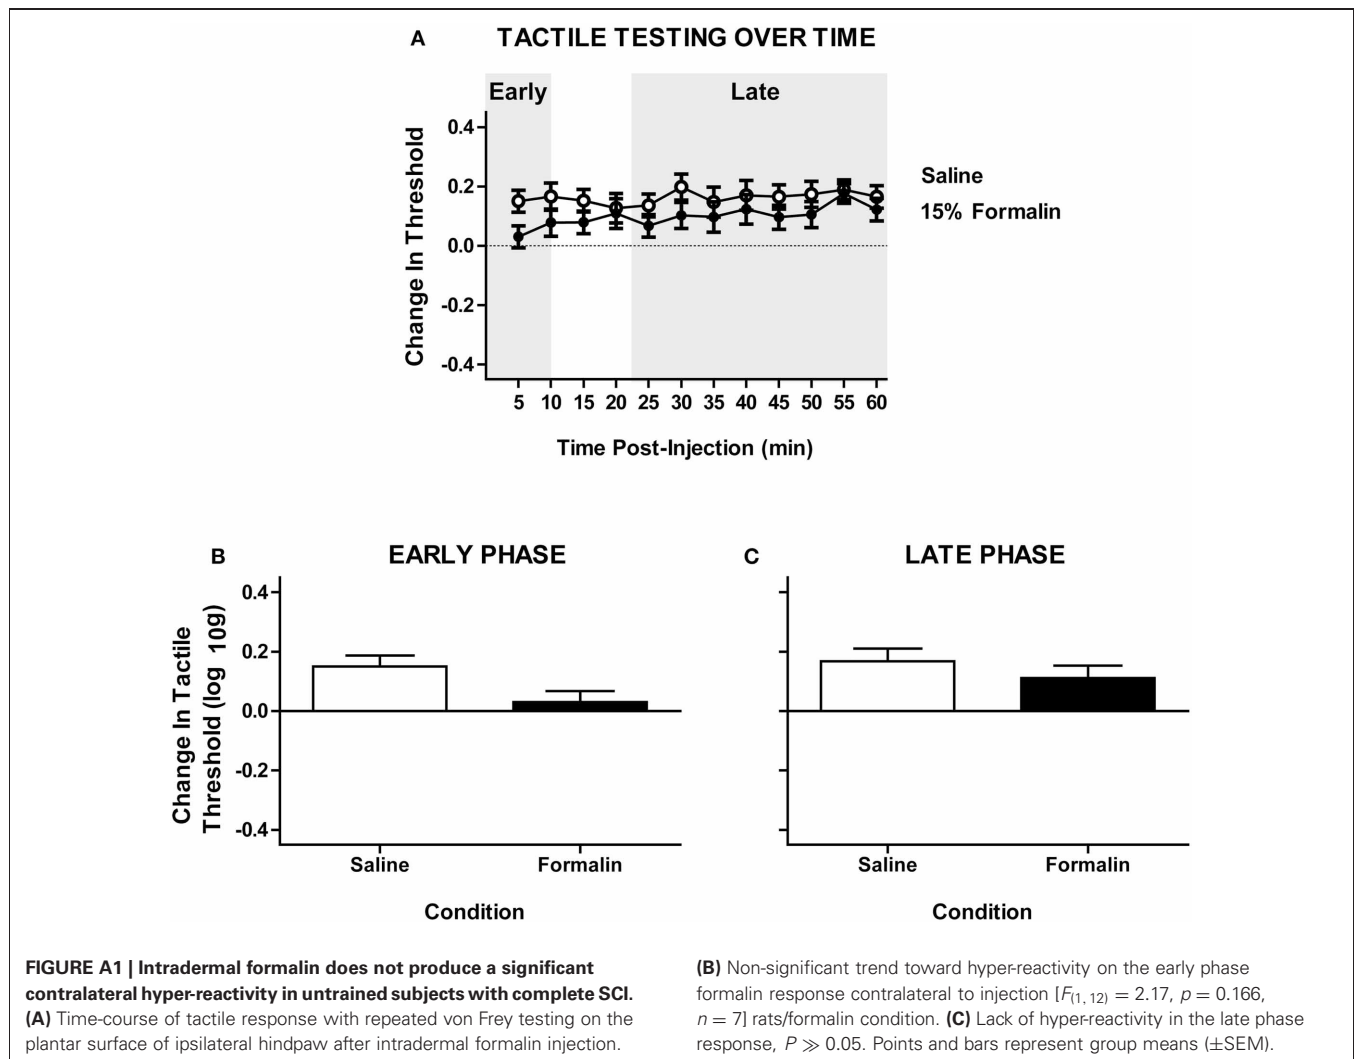 A TACTILE TESTING OVER TIME
Early Late
0.4
0.2
0.0
-0.2
-0.4
Change In Threshold
Saline
15% Formalin
5 10 15 20 25 30 35 40 45 50 55 60
Time Post-Injection (min)
B EARLY PHASE
0.4
0.2
0.0
-0.2
-0.4
Change In Tactile
Threshold (log 10g)
Saline Formalin
Condition
C LATE PHASE
Saline Formalin
Condition
FIGURE A1 | Intradermal formalin does not produce a significant
contralateral hyper-reactivity in untrained subjects with complete SCI.
(A) Time-course of tactile response with repeated von Frey testing on the
plantar surface of ipsilateral hindpaw after intradermal formalin injection.
(B) Non-significant trend toward hyper-reactivity on the early phase
formalin response contralateral to injection [F(1, 12) = 2.17, p = 0.166,
n = 7] rats/formalin condition. (C) Lack of hyper-reactivity in the late phase
response, P ≫ 0.05. Points and bars represent group means (±SEM).